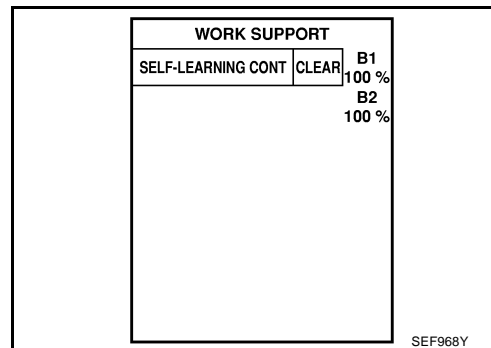 WORK SUPPORT
SELF-LEARNING CONT CLEAR B1
100 %
B2
100 %
SEF968Y